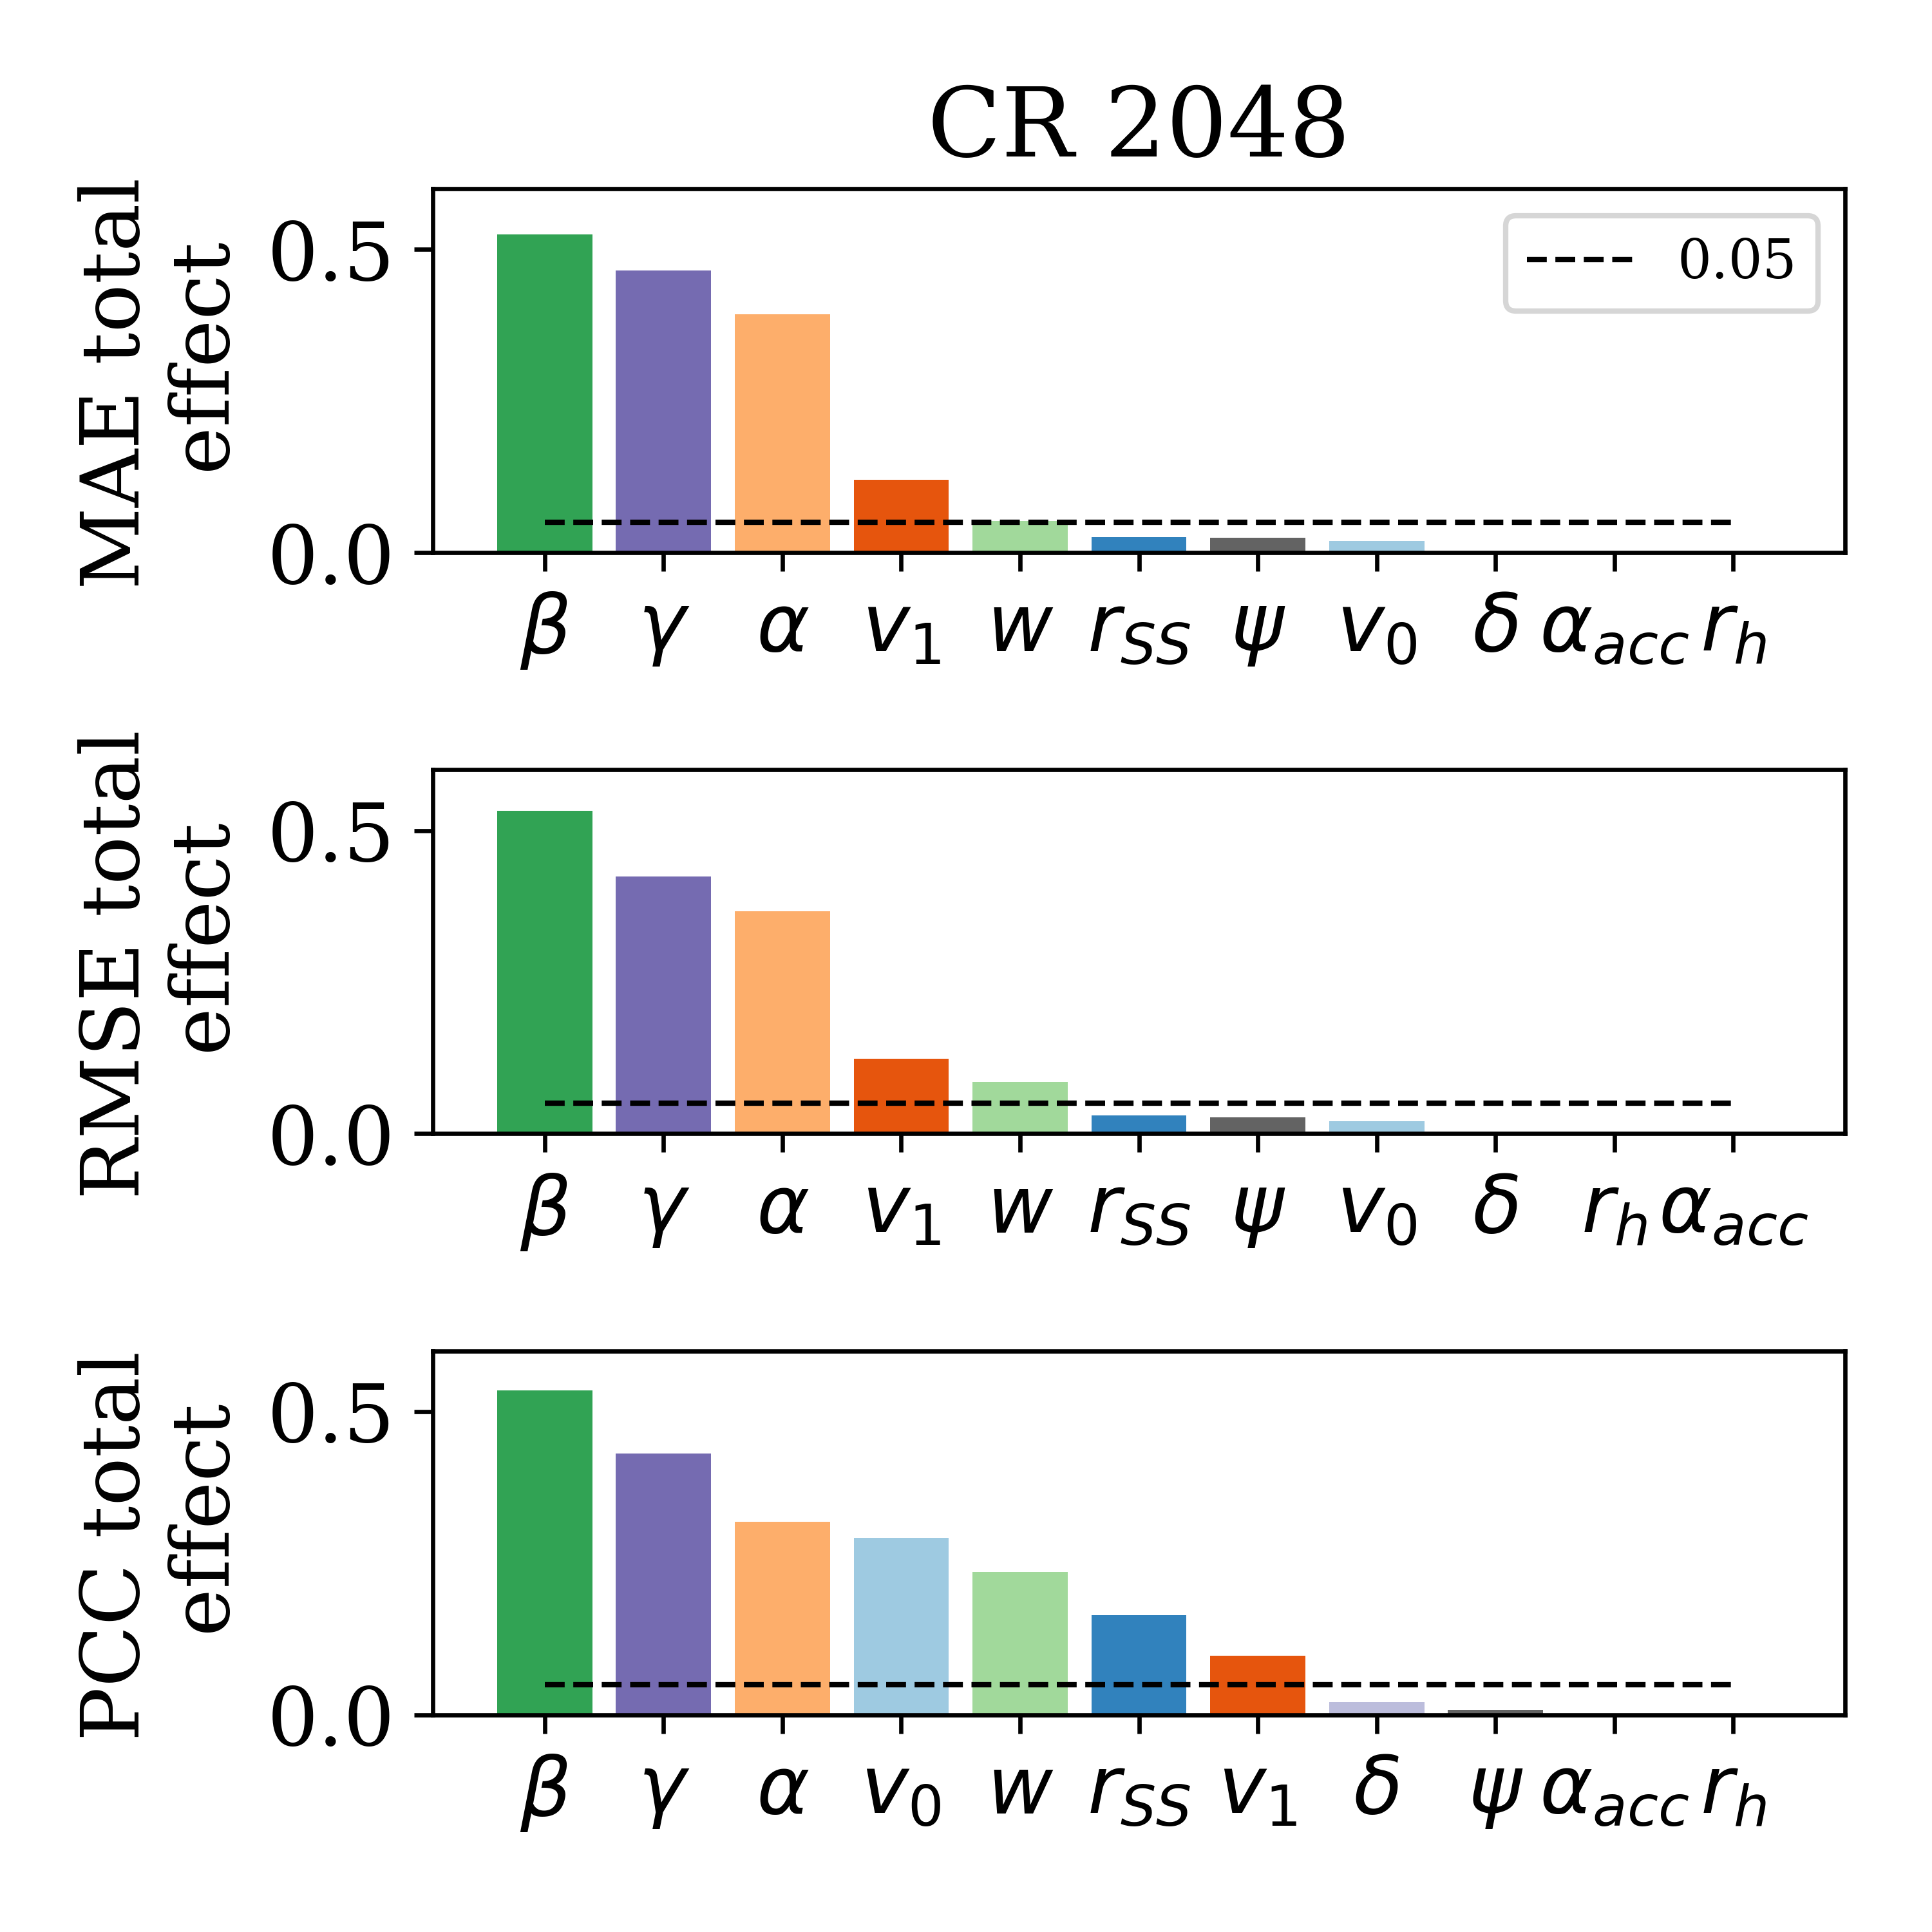 CR 2048
MAE total
effect
0.5
0.0
0.05
β γ α v₁ w r_SS ψ v₀ δ α_acc r_h
RMSE total
effect
0.5
0.0
β γ α v₁ w r_SS ψ v₀ δ r_h α_acc
PCC total
effect
0.5
0.0
β γ α v₀ w r_SS v₁ δ ψ α_acc r_h